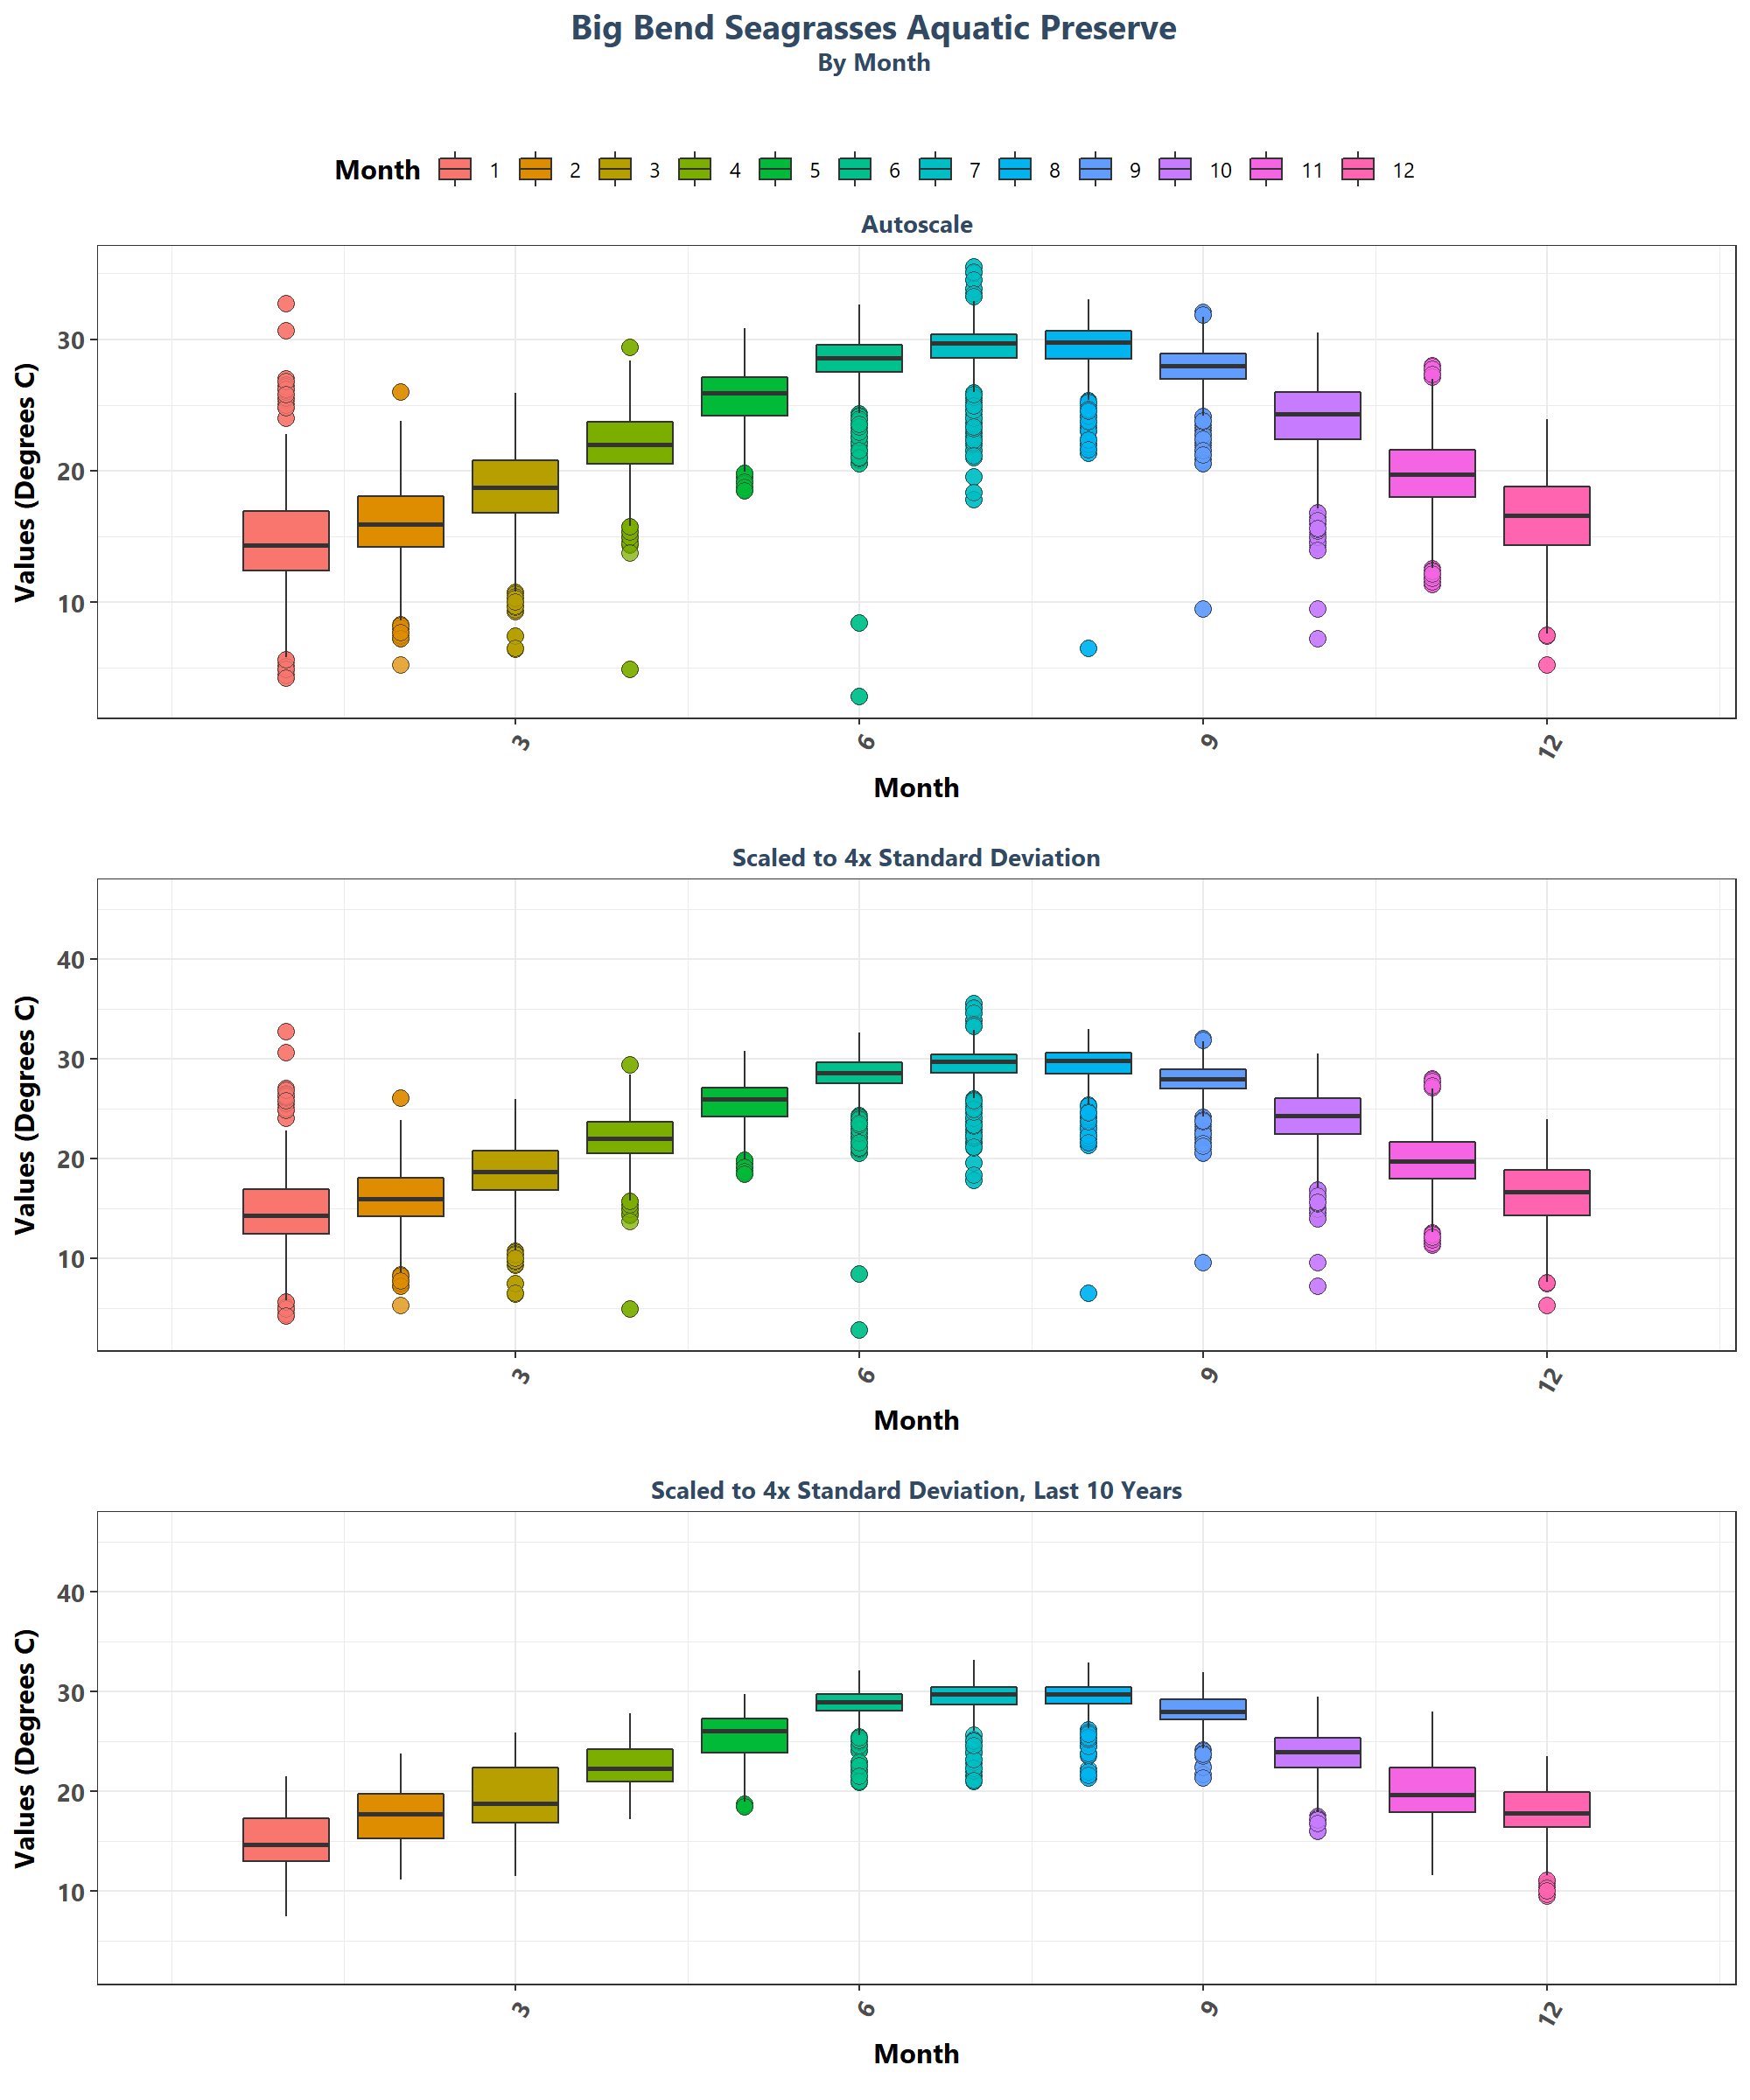 Big Bend Seagrasses Aquatic Preserve
By Month
Month 1 2 3 4 5 6 7 8 9 10 11 12
Autoscale
Values (Degrees C)
30
20
10
3 6 9 12
Month
Scaled to 4x Standard Deviation
Values (Degrees C)
40
30
20
10
3 6 9 12
Month
Scaled to 4x Standard Deviation, Last 10 Years
Values (Degrees C)
40
30
20
10
3 6 9 12
Month